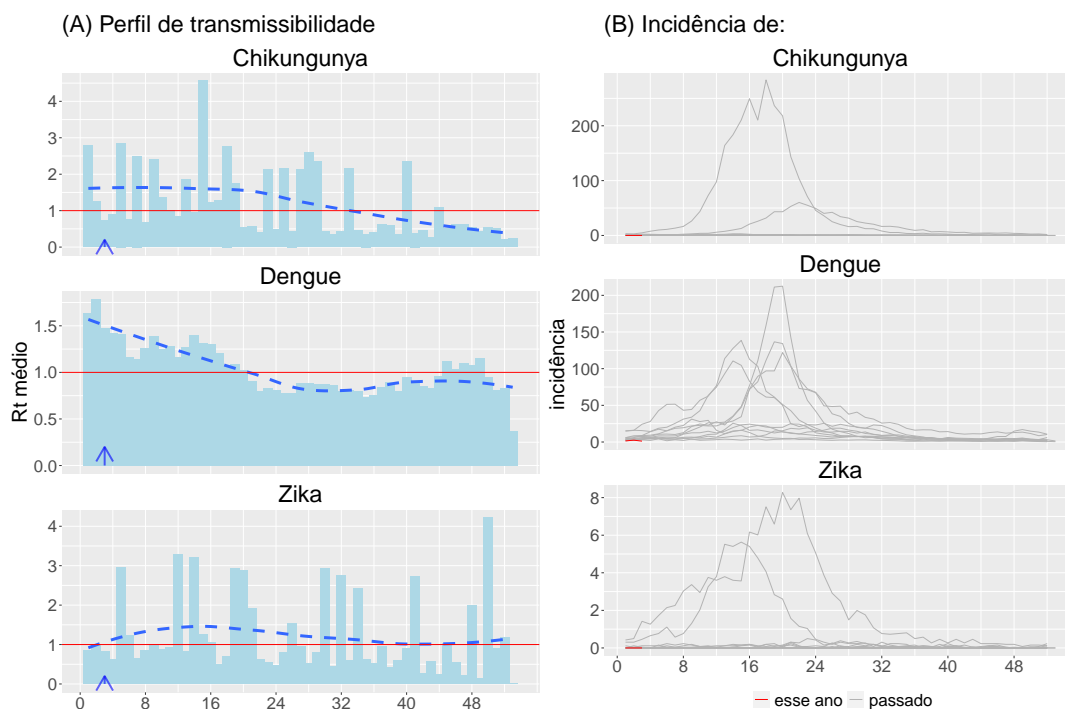 (A) Perfil de transmissibilidade
Chikungunya
4
3
2
1
0
Dengue
1.5
1.0
0.5
0.0
Rt médio
Zika
4
3
2
1
0
0 8 16 24 32 40 48
(B) Incidência de:
Chikungunya
200
100
0
Dengue
200
150
100
50
0
incidência
Zika
8
6
4
2
0
0 8 16 24 32 40 48
esse ano passado